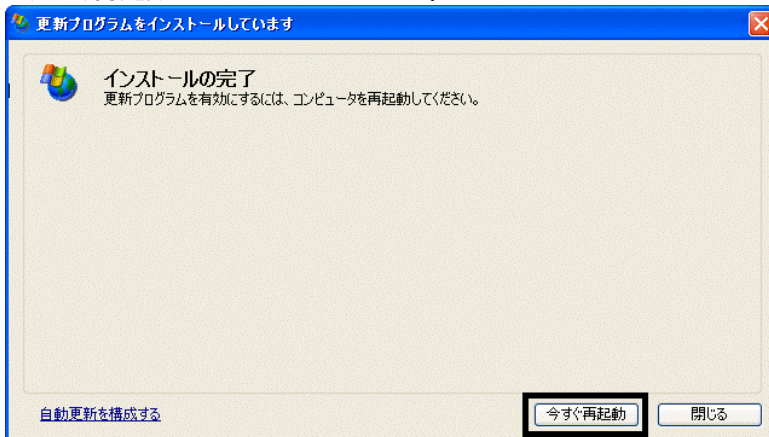 更新プログラムをインストールしています
インストールの完了
更新プログラムを有効にするには、コンピュータを再起動してください。
自動更新を構成する
今すぐ再起動
閉じる